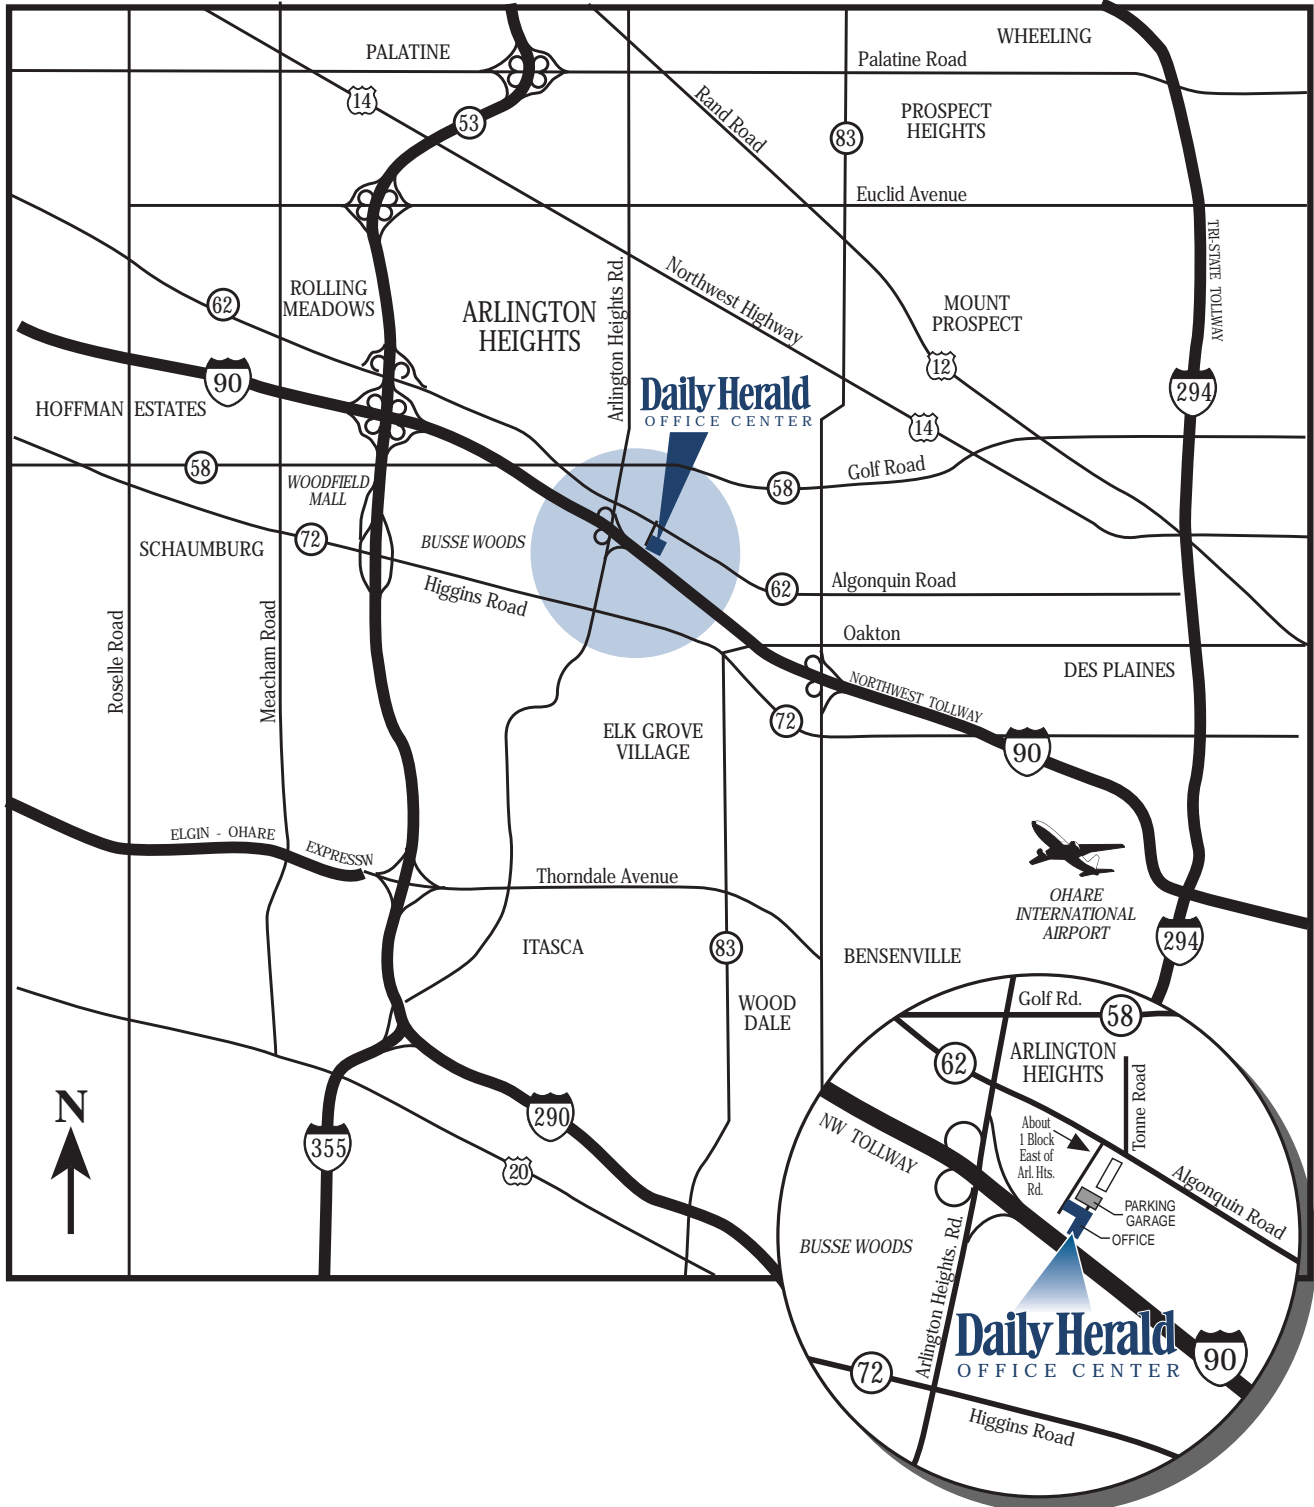 WHEELING
PALATINE
Palatine Road
14
Rand Road
53
83
PROSPECT
HEIGHTS
Euclid Avenue
TRI-STATE TOLLWAY
62
ROLLING
MEADOWS
ARLINGTON
HEIGHTS
Arlington Heights Rd.
Northwest Highway
MOUNT
PROSPECT
12
90
294
HOFFMAN ESTATES
Daily Herald
OFFICE CENTER
14
58
WOODFIELD
MALL
58
Golf Road
72
SCHAUMBURG
BUSSE WOODS
Higgins Road
62
Algonquin Road
Roselle Road
Meacham Road
Oakton
DES PLAINES
NORTHWEST TOLLWAY
72
ELK GROVE
VILLAGE
90
ELGIN - OHARE
EXPRESSW
Thorndale Avenue
OHARE
INTERNATIONAL
AIRPORT
ITASCA
83
BENSENVILLE
294
WOOD
DALE
N
355
290
20
Golf Rd.
58
62
ARLINGTON
HEIGHTS
Tonne Road
NW TOLLWAY
About
1 Block
East of
Arl. Hts.
Rd.
Algonquin Road
PARKING
GARAGE
OFFICE
BUSSE WOODS
Arlington Heights. Rd.
Daily Herald
OFFICE CENTER
90
72
Higgins Road